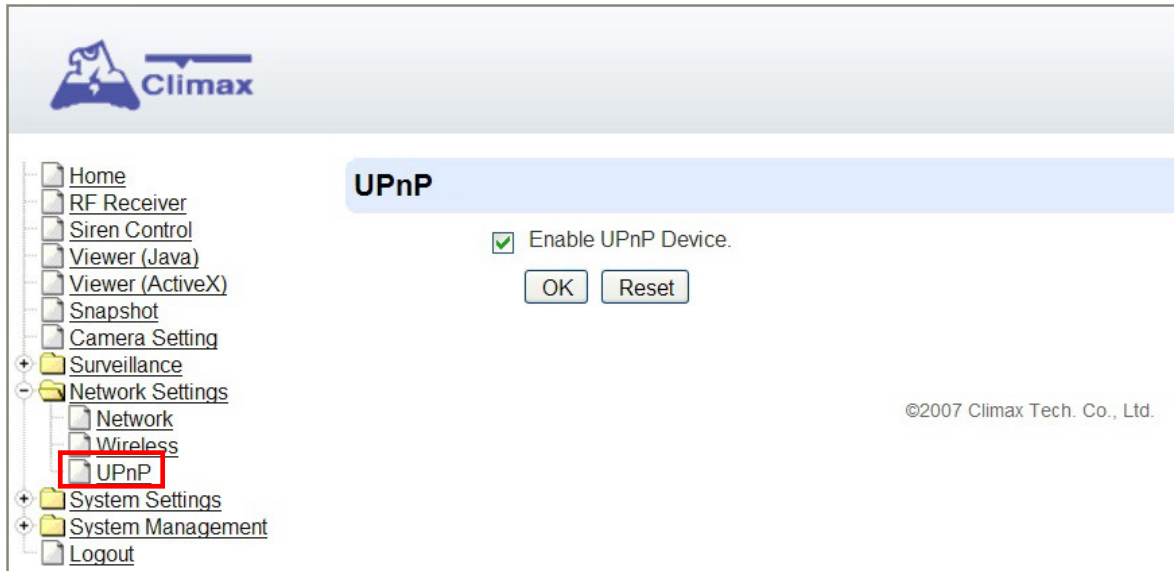 Climax
Home
RF Receiver
Siren Control
Viewer (Java)
Viewer (ActiveX)
Snapshot
Camera Setting
Surveillance
Network Settings
Network
Wireless
UPnP
System Settings
System Management
Logout
UPnP
Enable UPnP Device.
OK Reset
©2007 Climax Tech. Co., Ltd.